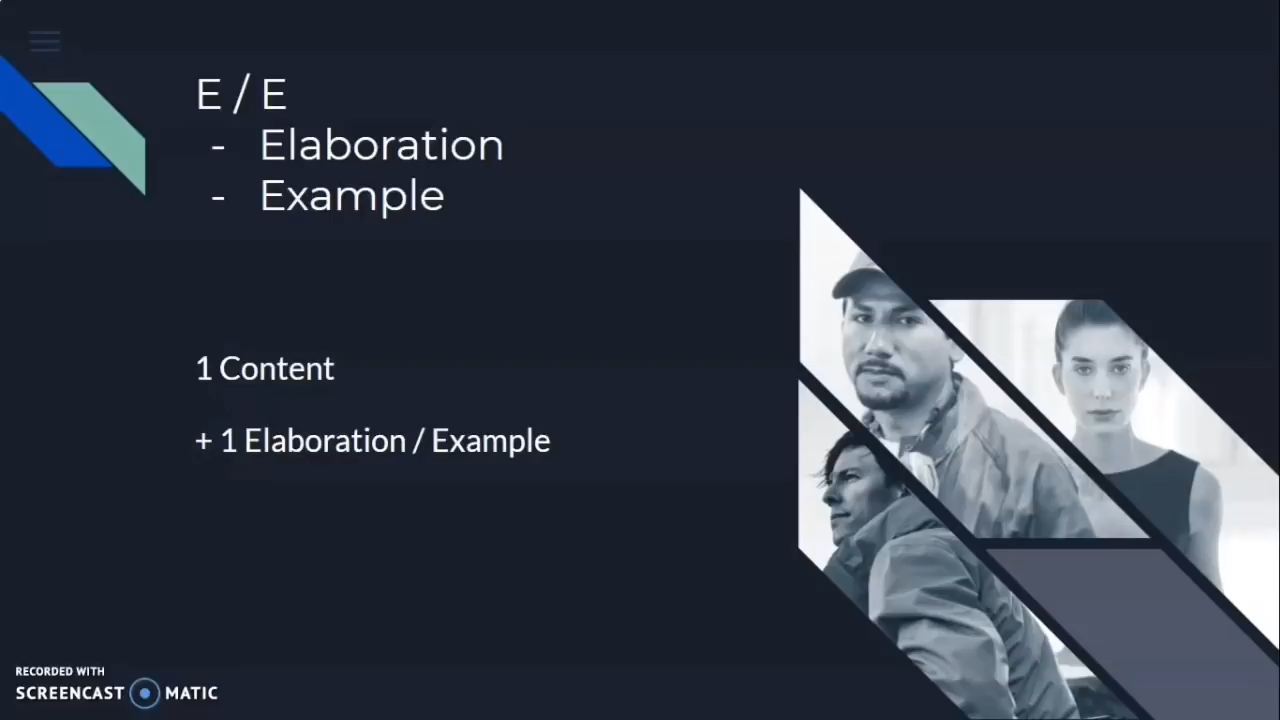 E / E
- Elaboration
- Example
1 Content
+ 1 Elaboration / Example
RECORDED WITH
SCREENCAST MATIC